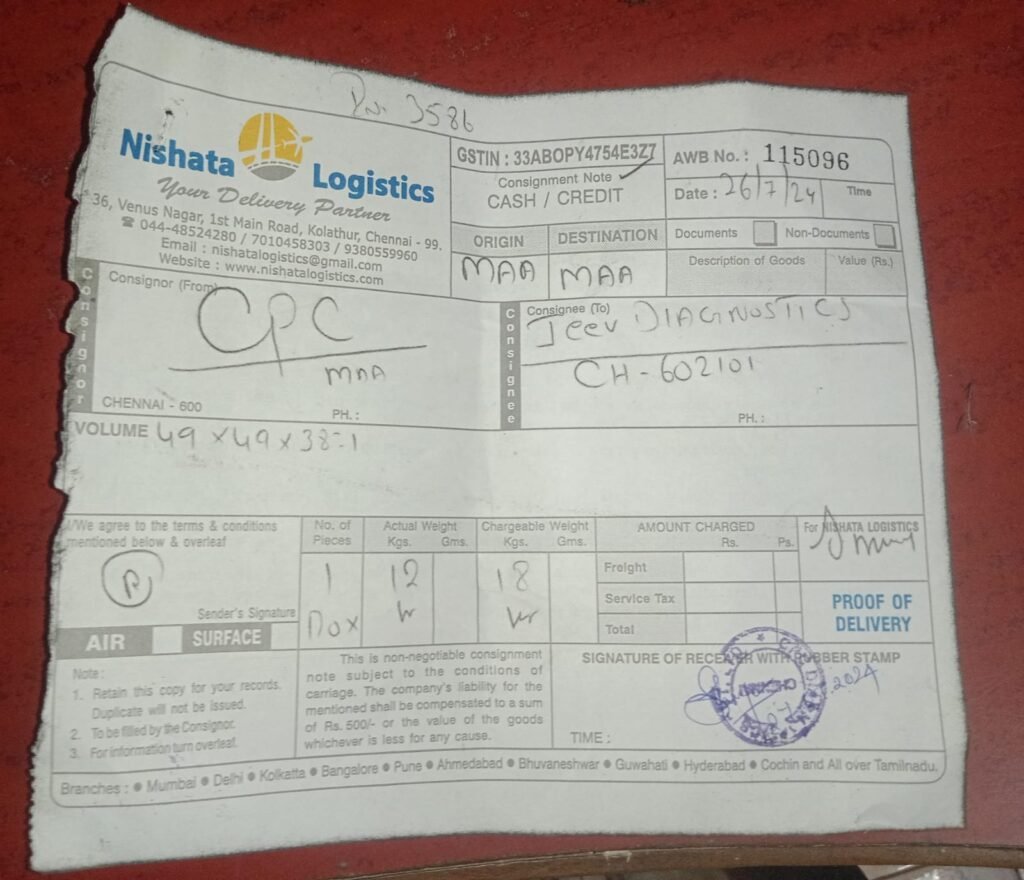 3586
Nishata Logistics
Your Delivery Partner
36, Venus Nagar, 1st Main Road, Kolathur, Chennai - 99.
☎ 044-48524280 / 7010458303 / 9380559960
Email : nishatalogistics@gmail.com
Website : www.nishatalogistics.com
GSTIN : 33ABOPY4754E3Z7
Consignment Note
CASH / CREDIT
AWB No. : 115096
Date : 26/7/24 Time
ORIGIN DESTINATION
MAA MAA
Documents Non-Documents
Description of Goods Value (Rs.)
Consignor
Consignor (From)
CPC
MAA
CHENNAI - 600 PH. :
Consignee
Consignee (To)
Jeev DIAGNOSTICS
CH-602101
PH. :
VOLUME 49 x 49 x 38-1
I/We agree to the terms & conditions
mentioned below & overleaf
Sender's Signature
AIR SURFACE
No. of Pieces
1
Actual Weight
Kgs. Gms.
12
Chargeable Weight
Kgs. Gms.
18
AMOUNT CHARGED
Rs. Ps.
Freight
Service Tax
Total
For NISHATA LOGISTICS
PROOF OF
DELIVERY
Note :
1. Retain this copy for your records.
Duplicate will not be issued.
2. To be filled by the Consignor.
3. For information turn overleaf.
This is non-negotiable consignment
note subject to the conditions of
carriage. The company's liability for the
mentioned shall be compensated to a sum
of Rs. 500/- or the value of the goods
whichever is less for any cause.
SIGNATURE OF RECEIVER WITH RUBBER STAMP
2024
TIME :
Branches : ● Mumbai ● Delhi ● Kolkatta ● Bangalore ● Pune ● Ahmedabad ● Bhuvaneshwar ● Guwahati ● Hyderabad ● Cochin and All over Tamilnadu.